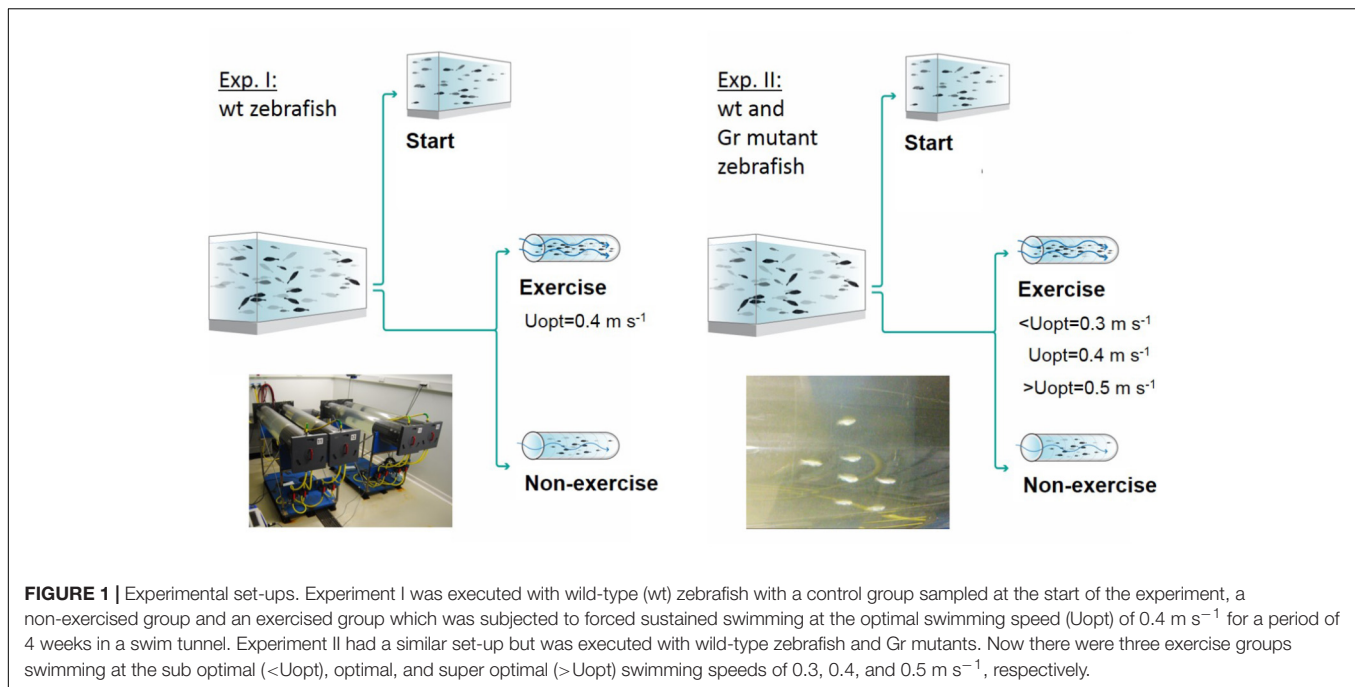 Exp. I:
wt zebrafish
Start
Exercise
Uopt=0.4 m s⁻¹
Non-exercise
Exp. II:
wt and
Gr mutant
zebrafish
Start
Exercise
<Uopt=0.3 m s⁻¹
Uopt=0.4 m s⁻¹
>Uopt=0.5 m s⁻¹
Non-exercise
FIGURE 1 | Experimental set-ups. Experiment I was executed with wild-type (wt) zebrafish with a control group sampled at the start of the experiment, a
non-exercised group and an exercised group which was subjected to forced sustained swimming at the optimal swimming speed (Uopt) of 0.4 m s⁻¹ for a period of
4 weeks in a swim tunnel. Experiment II had a similar set-up but was executed with wild-type zebrafish and Gr mutants. Now there were three exercise groups
swimming at the sub optimal (<Uopt), optimal, and super optimal (>Uopt) swimming speeds of 0.3, 0.4, and 0.5 m s⁻¹, respectively.